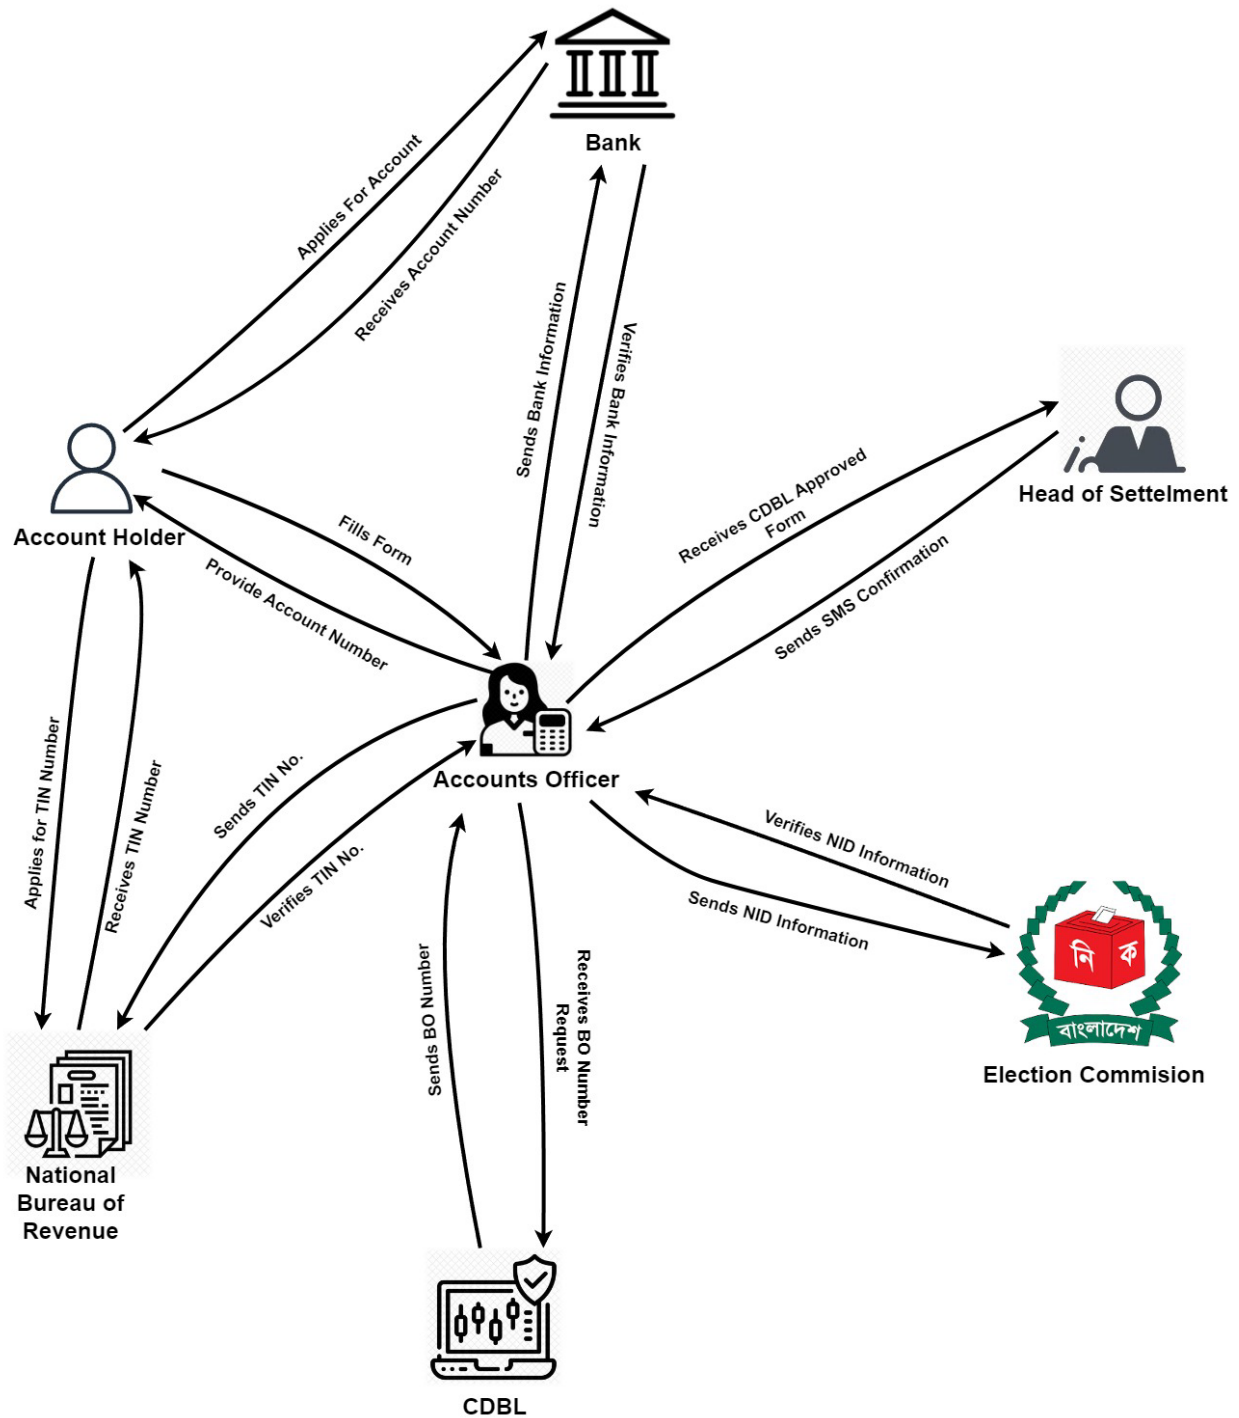 Bank
Applies For Account
Receives Account Number
Sends Bank Information
Verifies Bank Information
Head of Settelment
Receives CDBL Approved
Form
Sends SMS Confirmation
Account Holder
Fills Form
Provide Account Number
Accounts Officer
Applies for TIN Number
Receives TIN Number
Sends TIN No.
Verifies TIN No.
Verifies NID Information
Sends NID Information
নি ক
বাংলাদেশ
Election Commision
Sends BO Number
Receives BO Number
Request
National
Bureau of
Revenue
CDBL